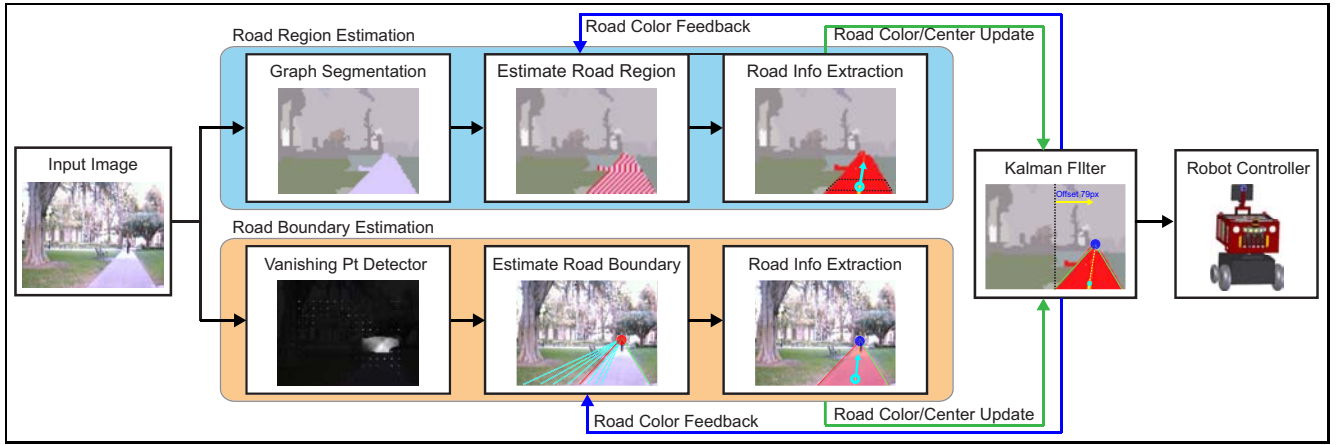 Road Color Feedback
Road Region Estimation
Road Color/Center Update
Graph Segmentation
Estimate Road Region
Road Info Extraction
Input Image
Kalman FIlter
Robot Controller
Offset 79px
Road Boundary Estimation
Vanishing Pt Detector
Estimate Road Boundary
Road Info Extraction
Road Color/Center Update
Road Color Feedback